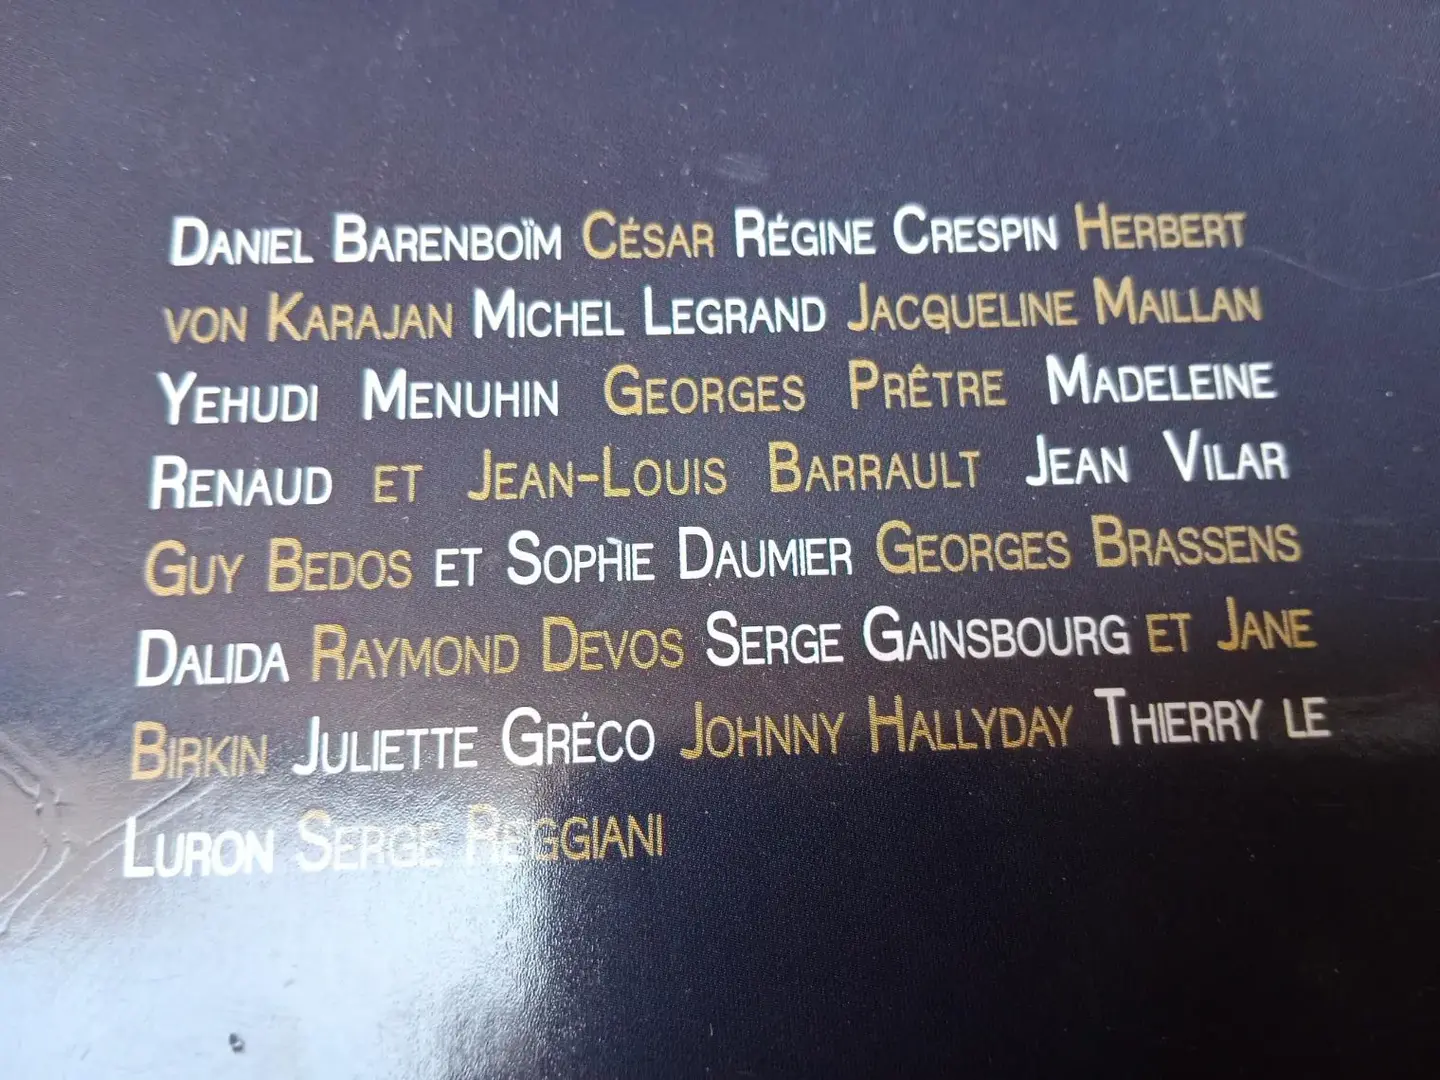 Daniel Barenboïm César Régine Crespin Herbert
von Karajan Michel Legrand Jacqueline Maillan
Yehudi Menuhin Georges Prêtre Madeleine
Renaud et Jean-Louis Barrault Jean Vilar
Guy Bedos et Sophie Daumier Georges Brassens
Dalida Raymond Devos Serge Gainsbourg et Jane
Birkin Juliette Gréco Johnny Hallyday Thierry le
Luron Serge Reggiani